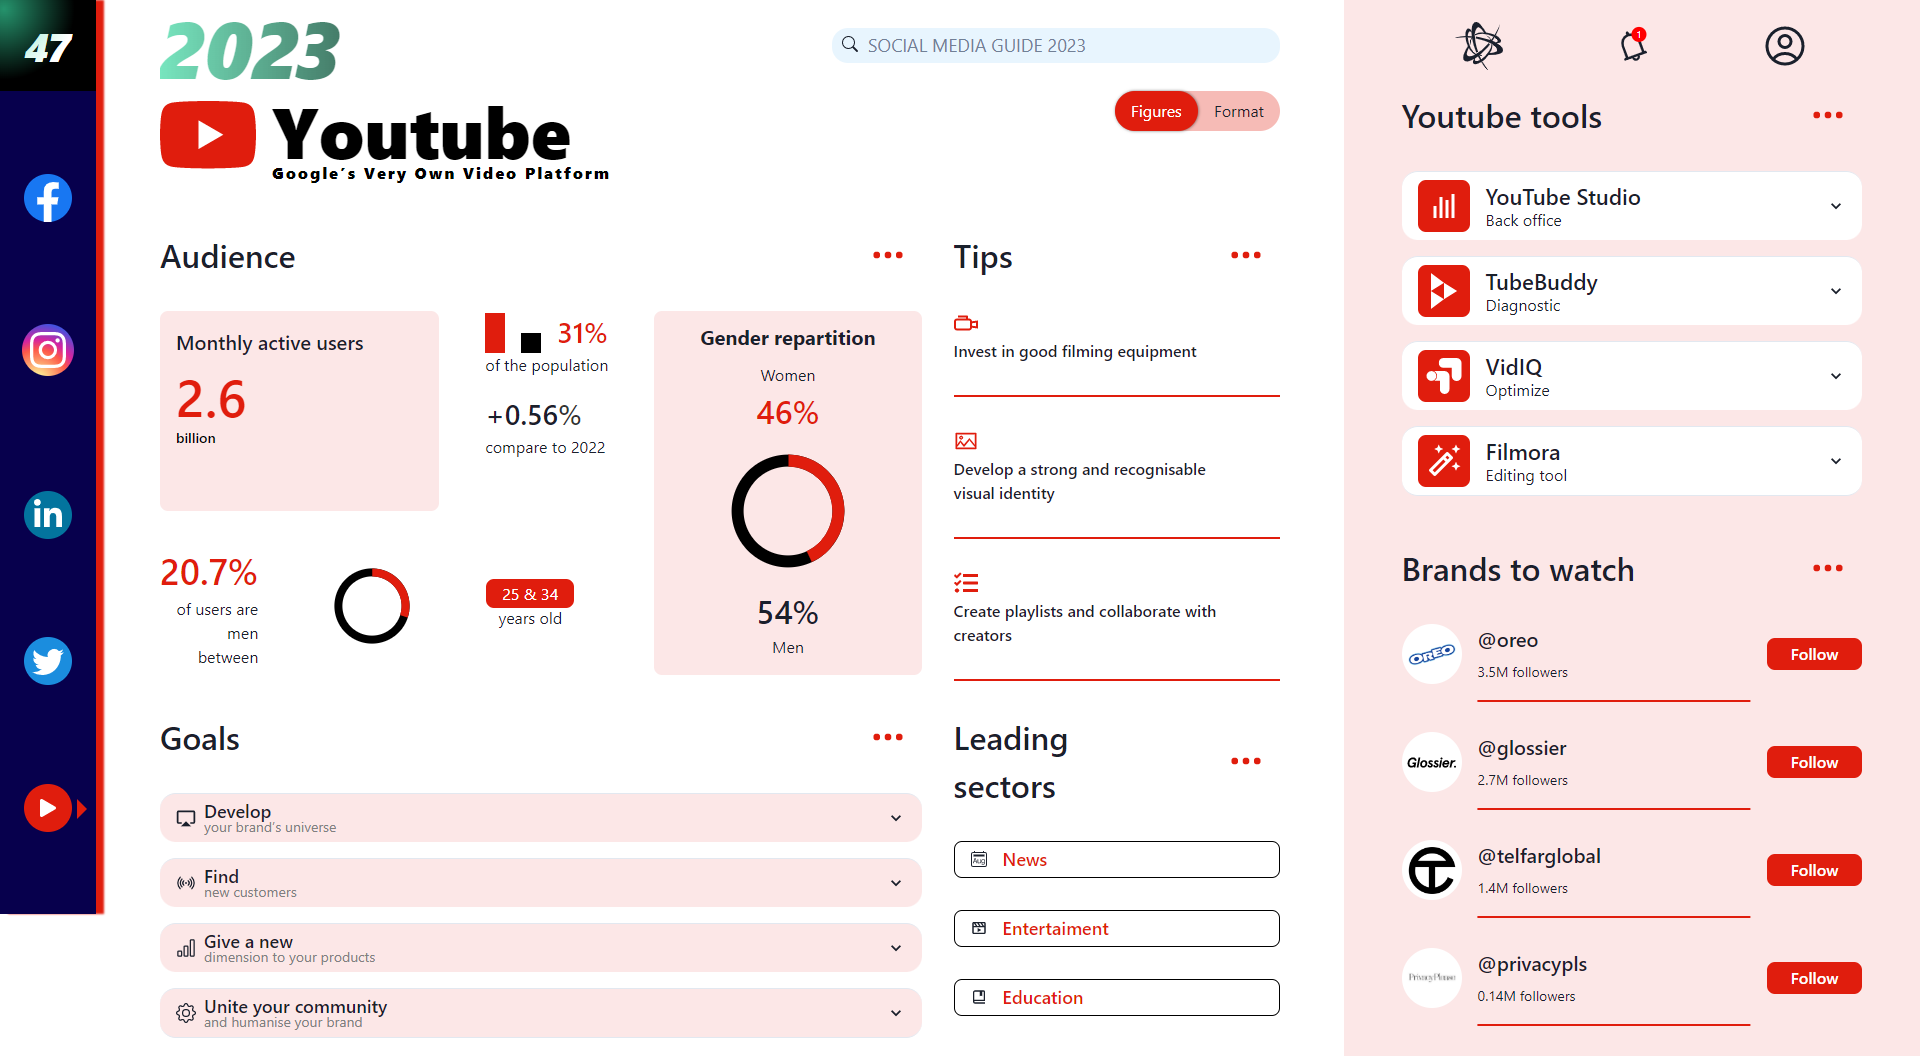 47
2023
Youtube
Google's Very Own Video Platform
SOCIAL MEDIA GUIDE 2023
Figures
Format
Audience
Monthly active users
2.6
billion
31%
of the population
+0.56%
compare to 2022
Gender repartition
Women
46%
54%
Men
20.7%
of users are
men
between
25 & 34
years old
Tips
Invest in good filming equipment
Develop a strong and recognisable
visual identity
Create playlists and collaborate with
creators
Goals
Develop
your brand's universe
Find
new customers
Give a new
dimension to your products
Unite your community
and humanise your brand
Leading
sectors
Aug
News
Entertaiment
Education
1
Youtube tools
YouTube Studio
Back office
TubeBuddy
Diagnostic
VidIQ
Optimize
Filmora
Editing tool
Brands to watch
OREO
@oreo
3.5M followers
Follow
Glossier.
@glossier
2.7M followers
Follow
@telfarglobal
1.4M followers
Follow
Privacy Please
@privacypls
0.14M followers
Follow